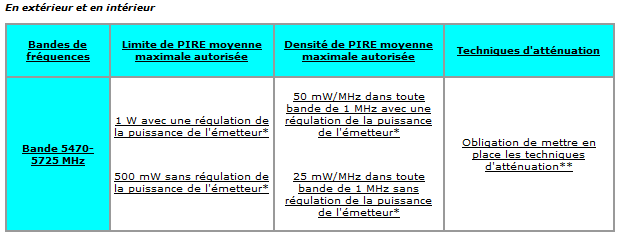 En extérieur et en intérieur
Bandes de
fréquences
Limite de PIRE moyenne
maximale autorisée
Densité de PIRE moyenne
maximale autorisée
Techniques d'atténuation
Bande 5470-
5725 MHz
1 W avec une régulation de
la puissance de l'émetteur*
500 mW sans régulation de
la puissance de l'émetteur*
50 mW/MHz dans toute
bande de 1 MHz avec une
régulation de la puissance
de l'émetteur*
25 mW/MHz dans toute
bande de 1 MHz sans
régulation de la puissance
de l'émetteur*
Obligation de mettre en
place les techniques
d'atténuation**